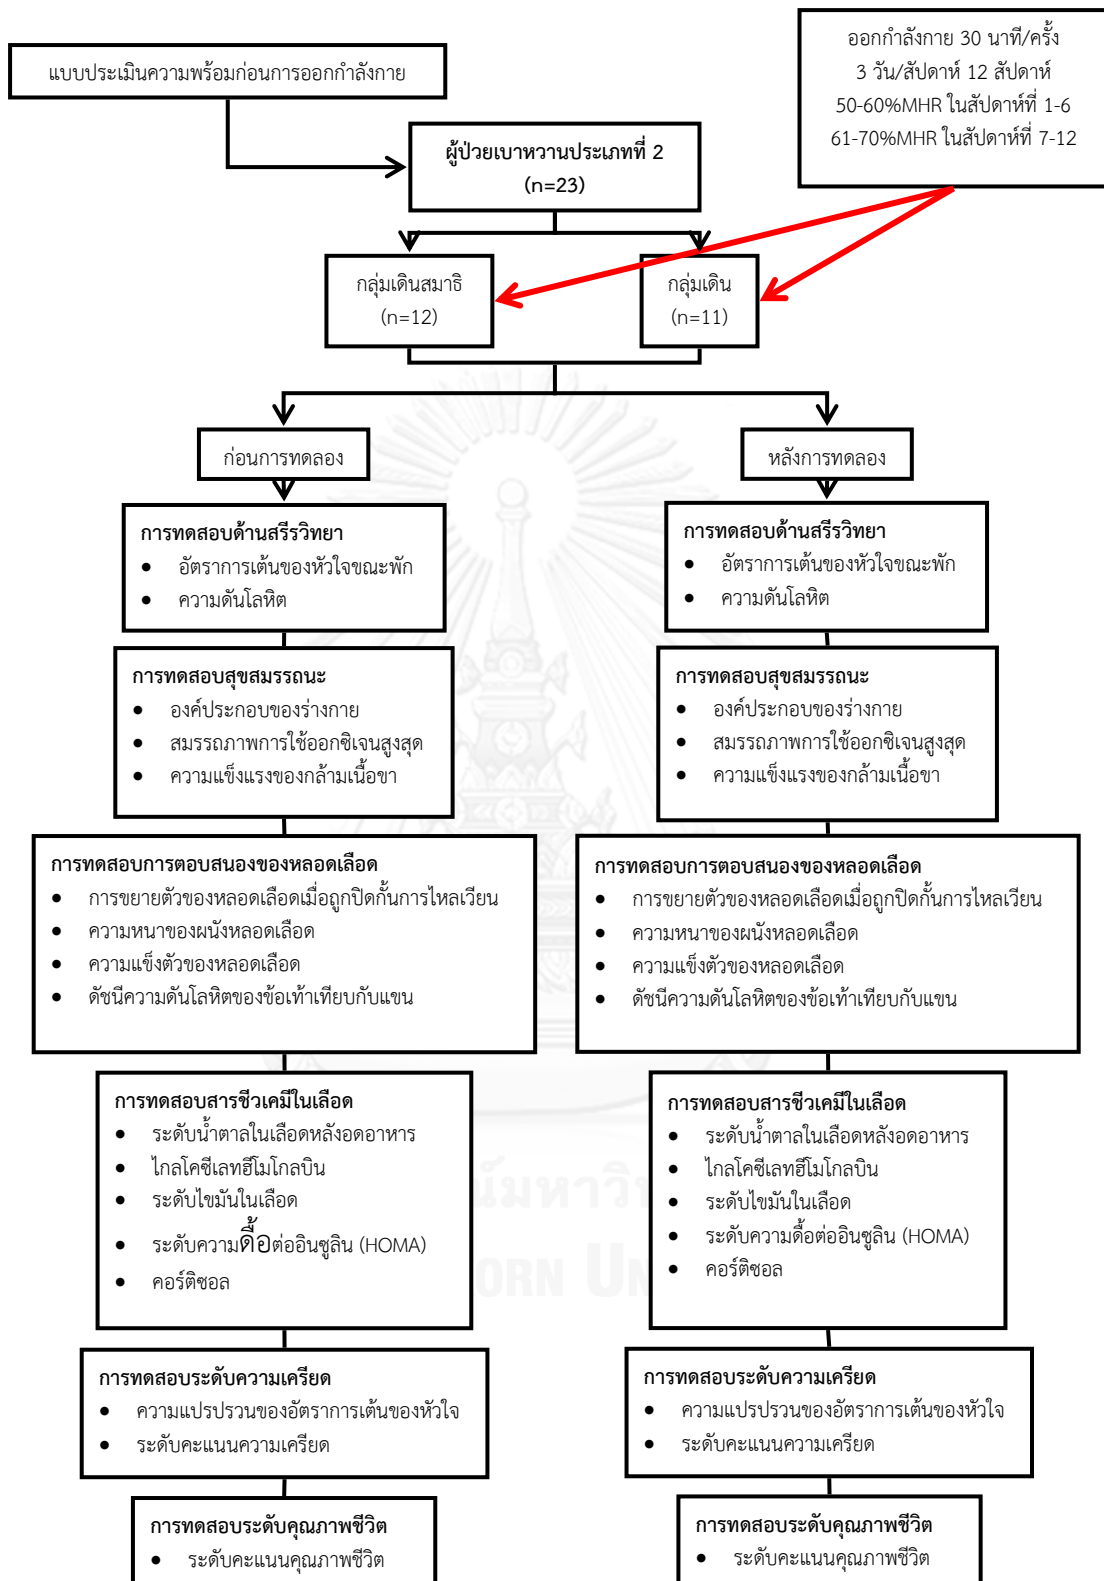 แบบประเมินความพร้อมก่อนการออกกำลังกาย
ออกกำลังกาย 30 นาที/ครั้ง
3 วัน/สัปดาห์ 12 สัปดาห์
50-60%MHR ในสัปดาห์ที่ 1-6
61-70%MHR ในสัปดาห์ที่ 7-12
ผู้ป่วยเบาหวานประเภทที่ 2
(n=23)
กลุ่มเดินสมาธิ
(n=12)
กลุ่มเดิน
(n=11)
ก่อนการทดลอง
การทดสอบด้านสรีรวิทยา
• อัตราการเต้นของหัวใจขณะพัก
• ความดันโลหิต
การทดสอบสุขสมรรถนะ
• องค์ประกอบของร่างกาย
• สมรรถภาพการใช้ออกซิเจนสูงสุด
• ความแข็งแรงของกล้ามเนื้อขา
การทดสอบการตอบสนองของหลอดเลือด
• การขยายตัวของหลอดเลือดเมื่อถูกปิดกั้นการไหลเวียน
• ความหนาของผนังหลอดเลือด
• ความแข็งตัวของหลอดเลือด
• ดัชนีความดันโลหิตของข้อเท้าเทียบกับแขน
การทดสอบสารชีวเคมีในเลือด
• ระดับน้ำตาลในเลือดหลังอดอาหาร
• ไกลโคซีเลทฮีโมโกลบิน
• ระดับไขมันในเลือด
• ระดับความดื้อต่ออินซูลิน (HOMA)
• คอร์ติซอล
การทดสอบระดับความเครียด
• ความแปรปรวนของอัตราการเต้นของหัวใจ
• ระดับคะแนนความเครียด
การทดสอบระดับคุณภาพชีวิต
• ระดับคะแนนคุณภาพชีวิต
หลังการทดลอง
การทดสอบด้านสรีรวิทยา
• อัตราการเต้นของหัวใจขณะพัก
• ความดันโลหิต
การทดสอบสุขสมรรถนะ
• องค์ประกอบของร่างกาย
• สมรรถภาพการใช้ออกซิเจนสูงสุด
• ความแข็งแรงของกล้ามเนื้อขา
การทดสอบการตอบสนองของหลอดเลือด
• การขยายตัวของหลอดเลือดเมื่อถูกปิดกั้นการไหลเวียน
• ความหนาของผนังหลอดเลือด
• ความแข็งตัวของหลอดเลือด
• ดัชนีความดันโลหิตของข้อเท้าเทียบกับแขน
การทดสอบสารชีวเคมีในเลือด
• ระดับน้ำตาลในเลือดหลังอดอาหาร
• ไกลโคซีเลทฮีโมโกลบิน
• ระดับไขมันในเลือด
• ระดับความดื้อต่ออินซูลิน (HOMA)
• คอร์ติซอล
การทดสอบระดับความเครียด
• ความแปรปรวนของอัตราการเต้นของหัวใจ
• ระดับคะแนนความเครียด
การทดสอบระดับคุณภาพชีวิต
• ระดับคะแนนคุณภาพชีวิต